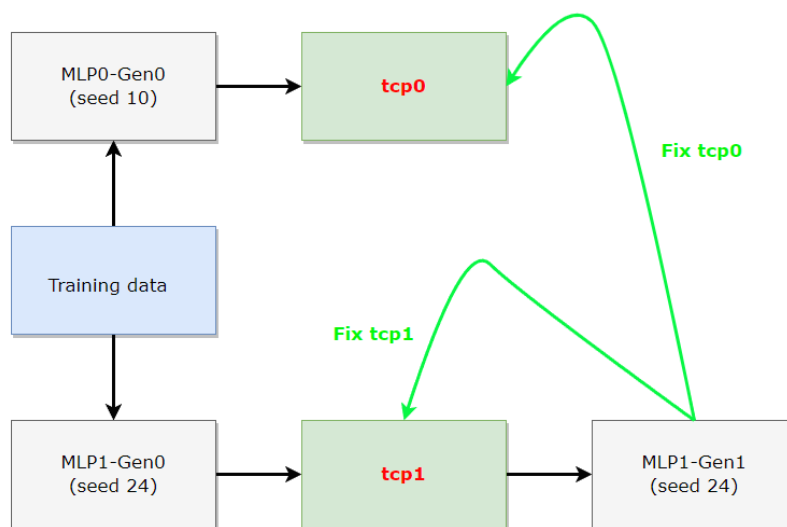 MLP0-Gen0
(seed 10)
tcp0
Fix tcp0
Training data
Fix tcp1
MLP1-Gen0
(seed 24)
tcp1
MLP1-Gen1
(seed 24)